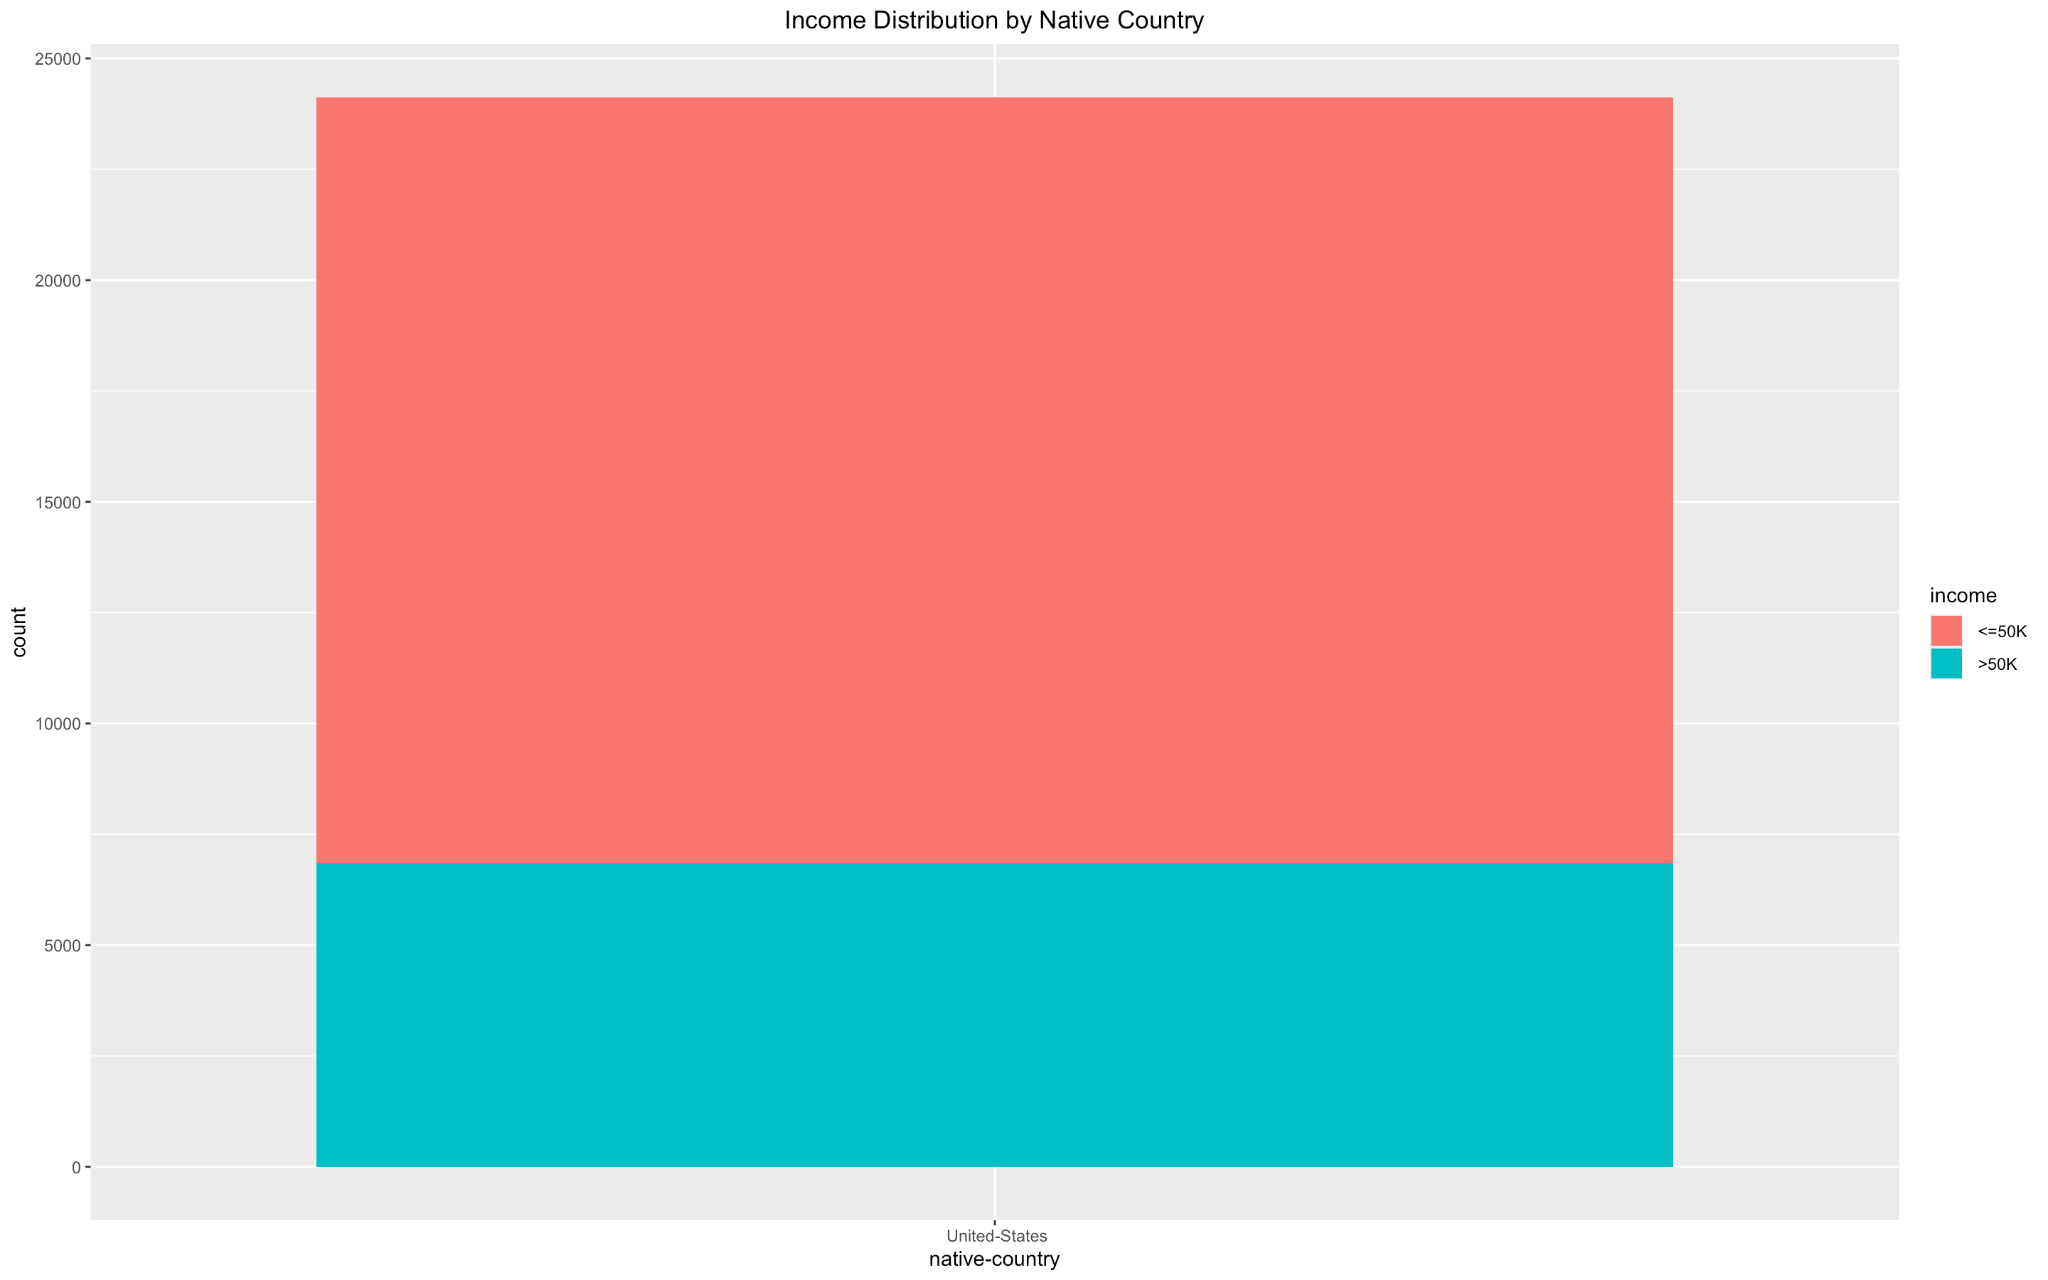 Income Distribution by Native Country
25000
20000
15000
10000
5000
0
count
United-States
native-country
income
<=50K
>50K